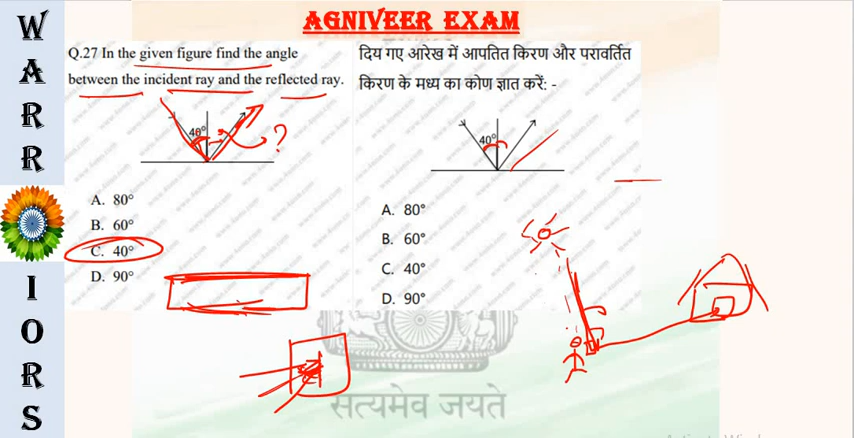 AGNIVEER EXAM
W
A
R
R
I
O
R
S
Q.27 In the given figure find the angle
between the incident ray and the reflected ray.
40°
?
A. 80°
B. 60°
C. 40°
D. 90°
दिय गए आरेख में आपतित किरण और परावर्तित
किरण के मध्य का कोण ज्ञात करें: -
40°
A. 80°
B. 60°
C. 40°
D. 90°
सत्यमेव जयते